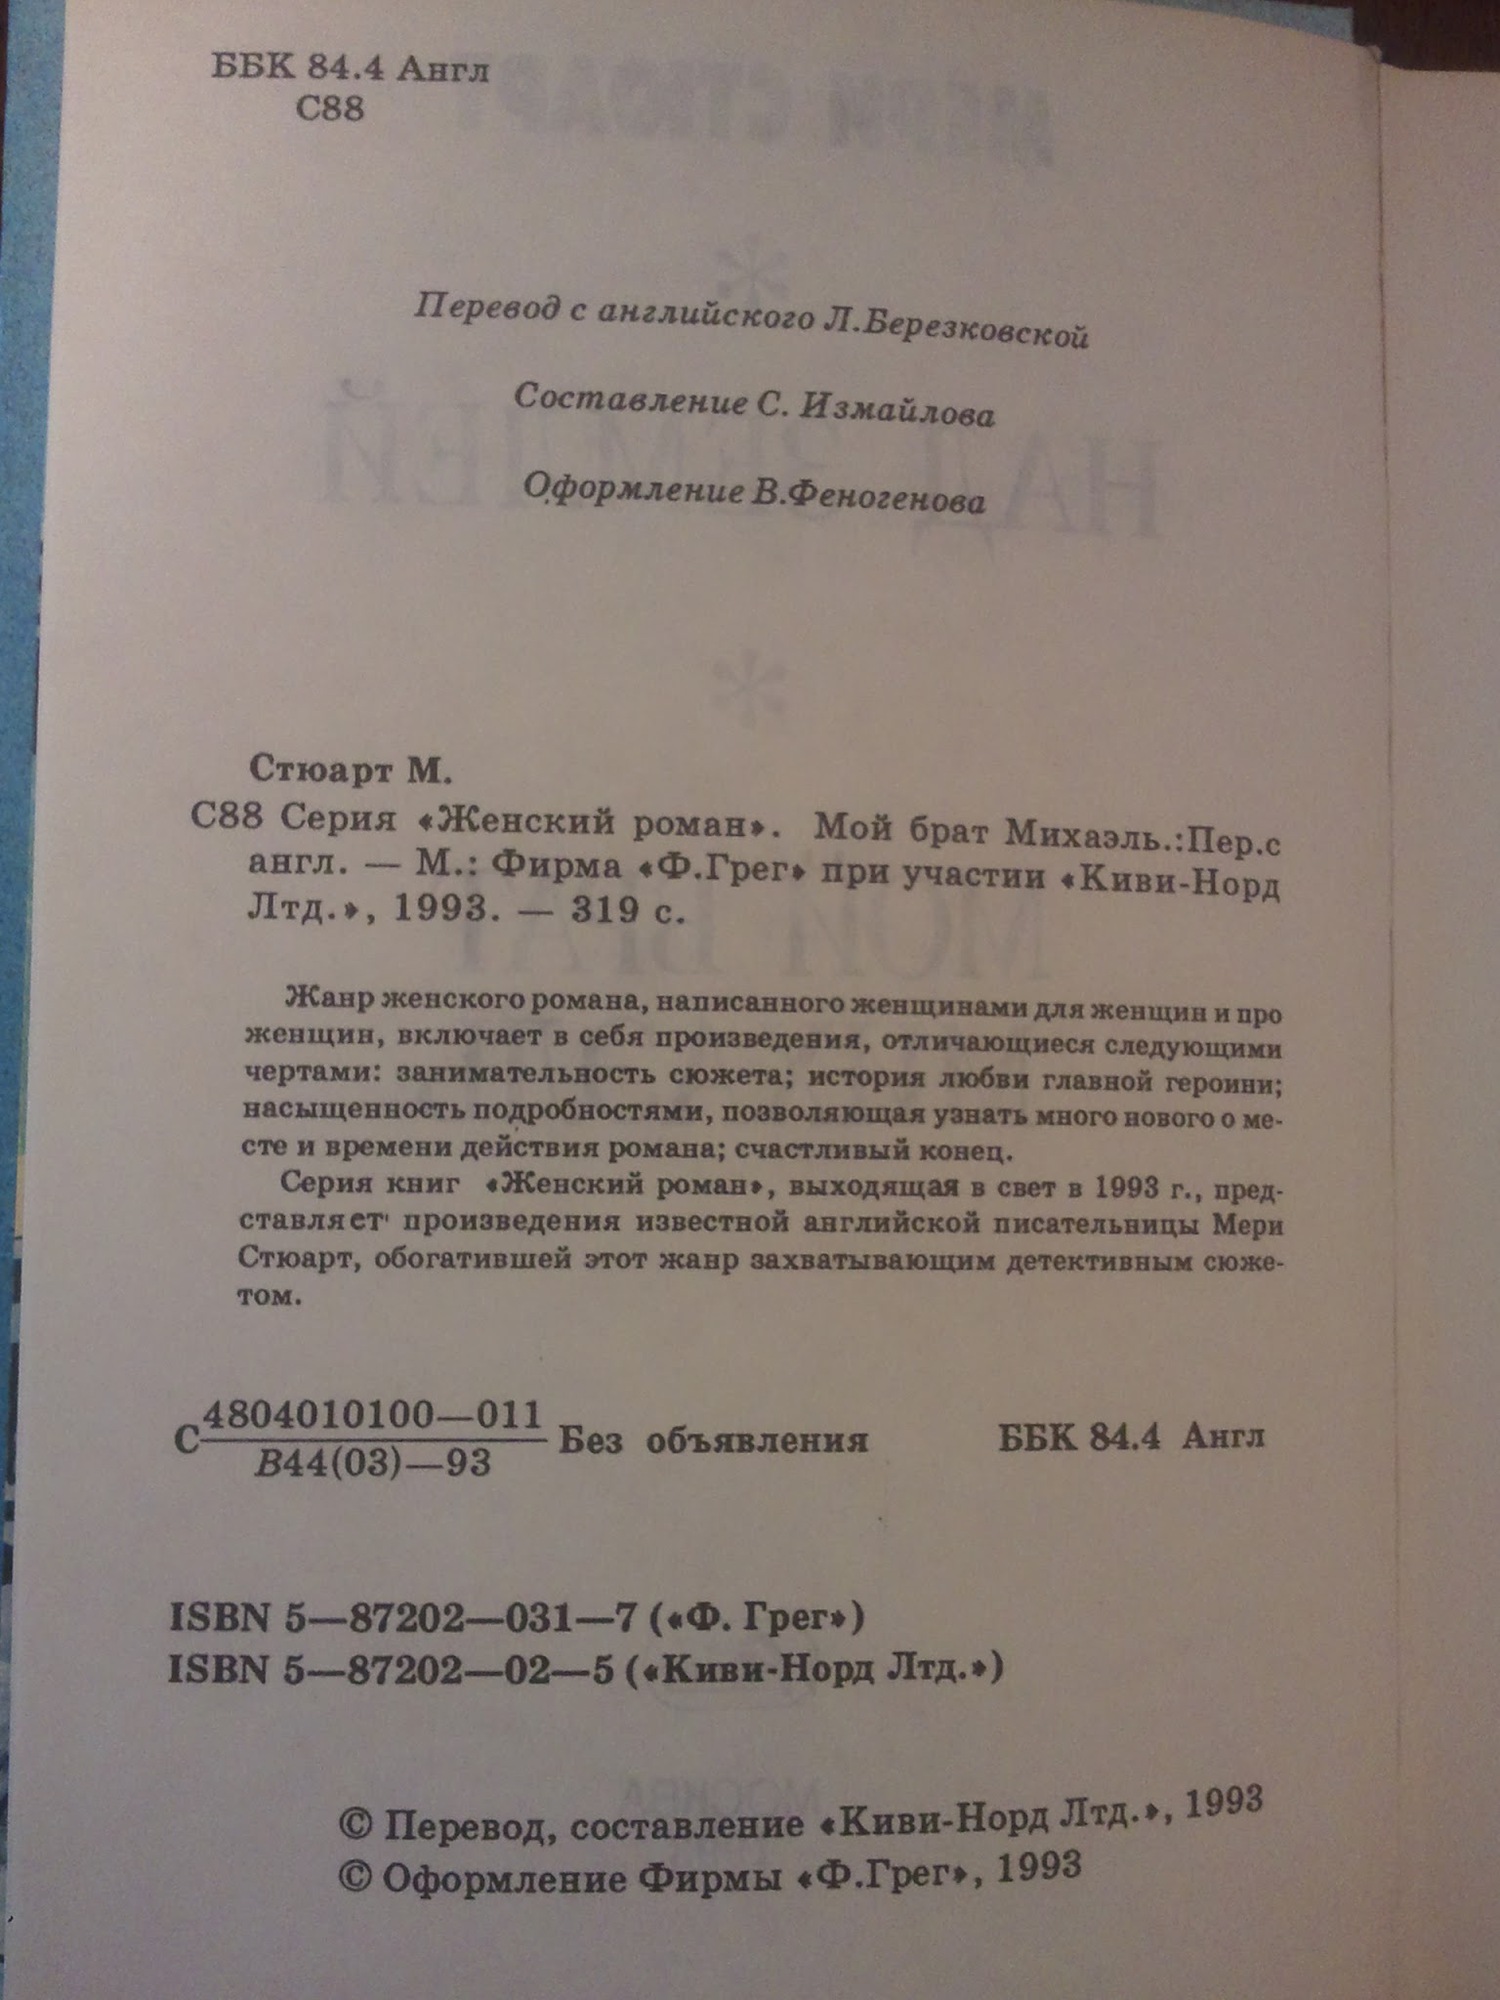 ББК 84.4 Англ
С88
Перевод с английского Л.Березковской
Составление С. Измайлова
Оформление В.Феногенова
Стюарт М.
С88 Серия «Женский роман». Мой брат Михаэль.:Пер.с
англ. — М.: Фирма «Ф.Грег» при участии «Киви-Норд
Лтд.», 1993. — 319 с.
Жанр женского романа, написанного женщинами для женщин и про
женщин, включает в себя произведения, отличающиеся следующими
чертами: занимательность сюжета; история любви главной героини;
насыщенность подробностями, позволяющая узнать много нового о ме-
сте и времени действия романа; счастливый конец.
Серия книг «Женский роман», выходящая в свет в 1993 г., пред-
ставляет произведения известной английской писательницы Мери
Стюарт, обогатившей этот жанр захватывающим детективным сюже-
том.
4804010100—011
С Без объявления ББК 84.4 Англ
В44(03)—93
ISBN 5—87202—031—7 («Ф. Грег»)
ISBN 5—87202—02—5 («Киви-Норд Лтд.»)
© Перевод, составление «Киви-Норд Лтд.», 1993
© Оформление Фирмы «Ф.Грег», 1993